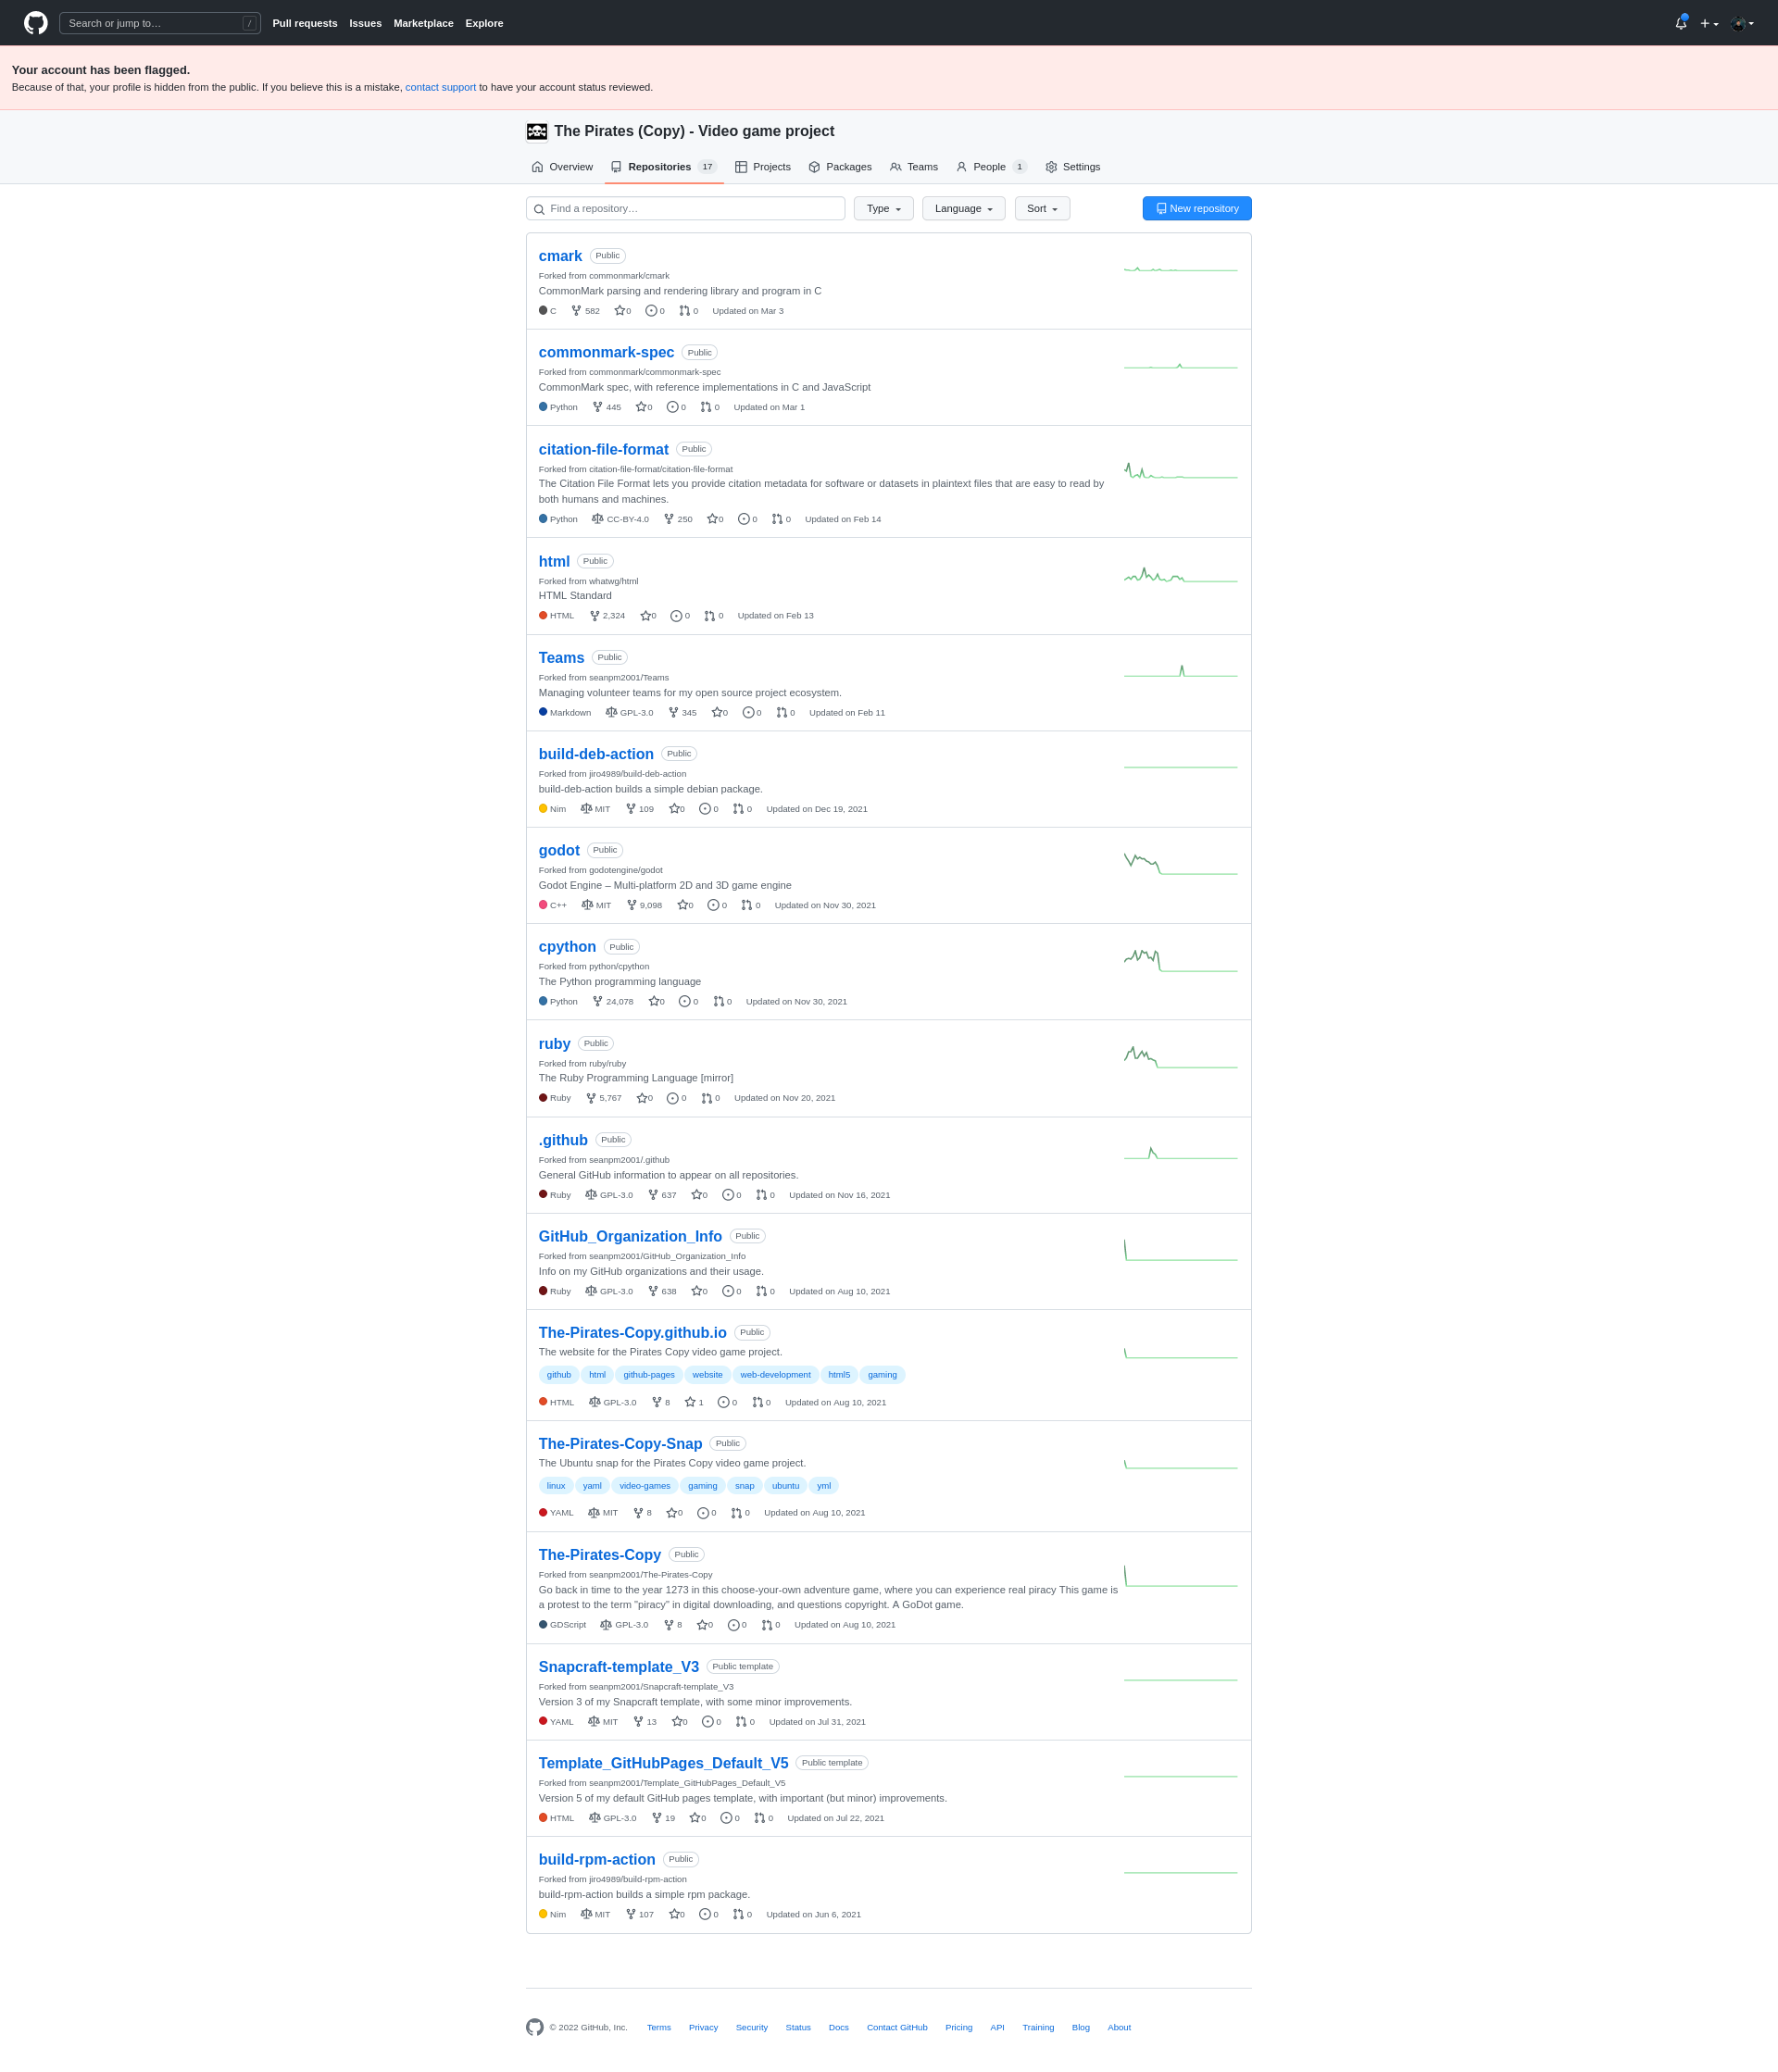 Search or jump to… /
Pull requests Issues Marketplace Explore
Your account has been flagged.
Because of that, your profile is hidden from the public. If you believe this is a mistake, contact support to have your account status reviewed.
The Pirates (Copy) - Video game project
Overview Repositories 17 Projects Packages Teams People 1 Settings
Find a repository… Type Language Sort New repository
cmark Public
Forked from commonmark/cmark
CommonMark parsing and rendering library and program in C
C 582 0 0 0 Updated on Mar 3
commonmark-spec Public
Forked from commonmark/commonmark-spec
CommonMark spec, with reference implementations in C and JavaScript
Python 445 0 0 0 Updated on Mar 1
citation-file-format Public
Forked from citation-file-format/citation-file-format
The Citation File Format lets you provide citation metadata for software or datasets in plaintext files that are easy to read by
both humans and machines.
Python CC-BY-4.0 250 0 0 0 Updated on Feb 14
html Public
Forked from whatwg/html
HTML Standard
HTML 2,324 0 0 0 Updated on Feb 13
Teams Public
Forked from seanpm2001/Teams
Managing volunteer teams for my open source project ecosystem.
Markdown GPL-3.0 345 0 0 0 Updated on Feb 11
build-deb-action Public
Forked from jiro4989/build-deb-action
build-deb-action builds a simple debian package.
Nim MIT 109 0 0 0 Updated on Dec 19, 2021
godot Public
Forked from godotengine/godot
Godot Engine – Multi-platform 2D and 3D game engine
C++ MIT 9,098 0 0 0 Updated on Nov 30, 2021
cpython Public
Forked from python/cpython
The Python programming language
Python 24,078 0 0 0 Updated on Nov 30, 2021
ruby Public
Forked from ruby/ruby
The Ruby Programming Language [mirror]
Ruby 5,767 0 0 0 Updated on Nov 20, 2021
.github Public
Forked from seanpm2001/.github
General GitHub information to appear on all repositories.
Ruby GPL-3.0 637 0 0 0 Updated on Nov 16, 2021
GitHub_Organization_Info Public
Forked from seanpm2001/GitHub_Organization_Info
Info on my GitHub organizations and their usage.
Ruby GPL-3.0 638 0 0 0 Updated on Aug 10, 2021
The-Pirates-Copy.github.io Public
The website for the Pirates Copy video game project.
github html github-pages website web-development html5 gaming
HTML GPL-3.0 8 1 0 0 Updated on Aug 10, 2021
The-Pirates-Copy-Snap Public
The Ubuntu snap for the Pirates Copy video game project.
linux yaml video-games gaming snap ubuntu yml
YAML MIT 8 0 0 0 Updated on Aug 10, 2021
The-Pirates-Copy Public
Forked from seanpm2001/The-Pirates-Copy
Go back in time to the year 1273 in this choose-your-own adventure game, where you can experience real piracy This game is
a protest to the term "piracy" in digital downloading, and questions copyright. A GoDot game.
GDScript GPL-3.0 8 0 0 0 Updated on Aug 10, 2021
Snapcraft-template_V3 Public template
Forked from seanpm2001/Snapcraft-template_V3
Version 3 of my Snapcraft template, with some minor improvements.
YAML MIT 13 0 0 0 Updated on Jul 31, 2021
Template_GitHubPages_Default_V5 Public template
Forked from seanpm2001/Template_GitHubPages_Default_V5
Version 5 of my default GitHub pages template, with important (but minor) improvements.
HTML GPL-3.0 19 0 0 0 Updated on Jul 22, 2021
build-rpm-action Public
Forked from jiro4989/build-rpm-action
build-rpm-action builds a simple rpm package.
Nim MIT 107 0 0 0 Updated on Jun 6, 2021
© 2022 GitHub, Inc. Terms Privacy Security Status Docs Contact GitHub Pricing API Training Blog About